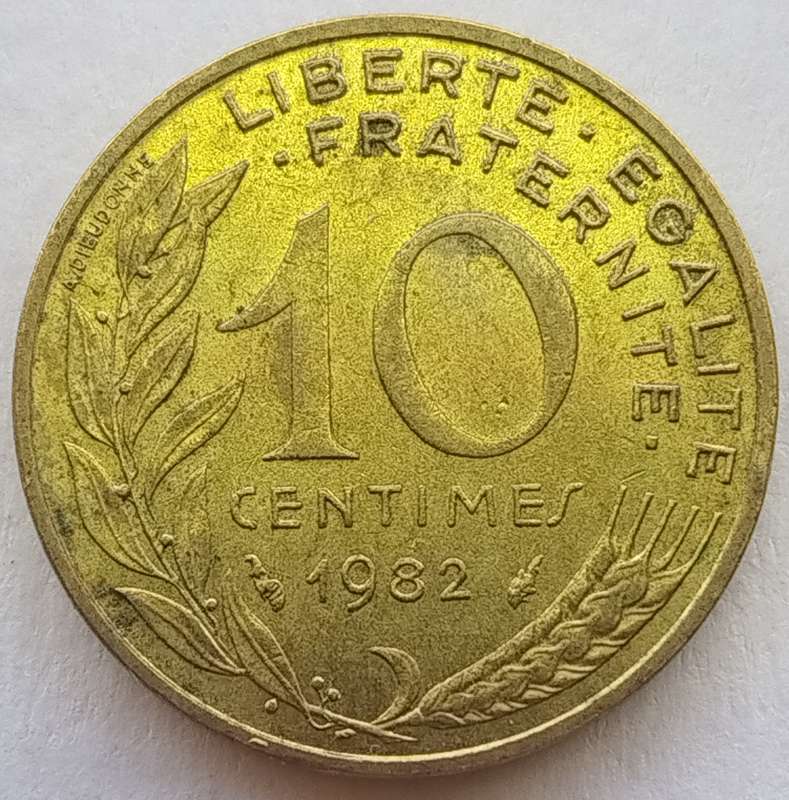 LIBERTE · EGALITE
· FRATERNITE ·
A.DIEUDONNE
10
CENTIMES
1982